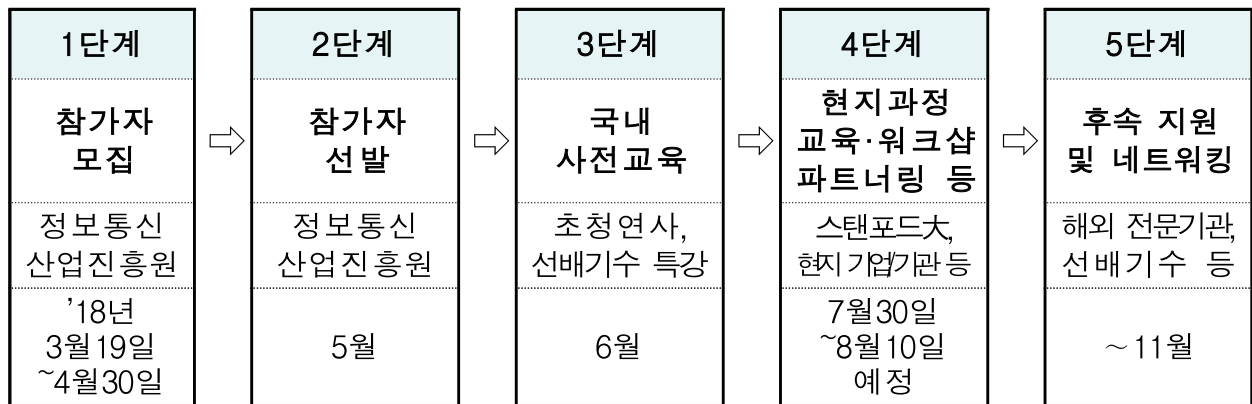 1단계
참가자
모집
정보통신
산업진흥원
’18년
3월19일
~4월30일
2단계
참가자
선발
정보통신
산업진흥원
5월
3단계
국내
사전교육
초청연사,
선배기수 특강
6월
4단계
현지과정
교육·워크샵
파트너링 등
스탠포드大,
현지 기업/기관 등
7월30일
~8월10일
예정
5단계
후속 지원
및 네트워킹
해외 전문기관,
선배기수 등
~ 11월